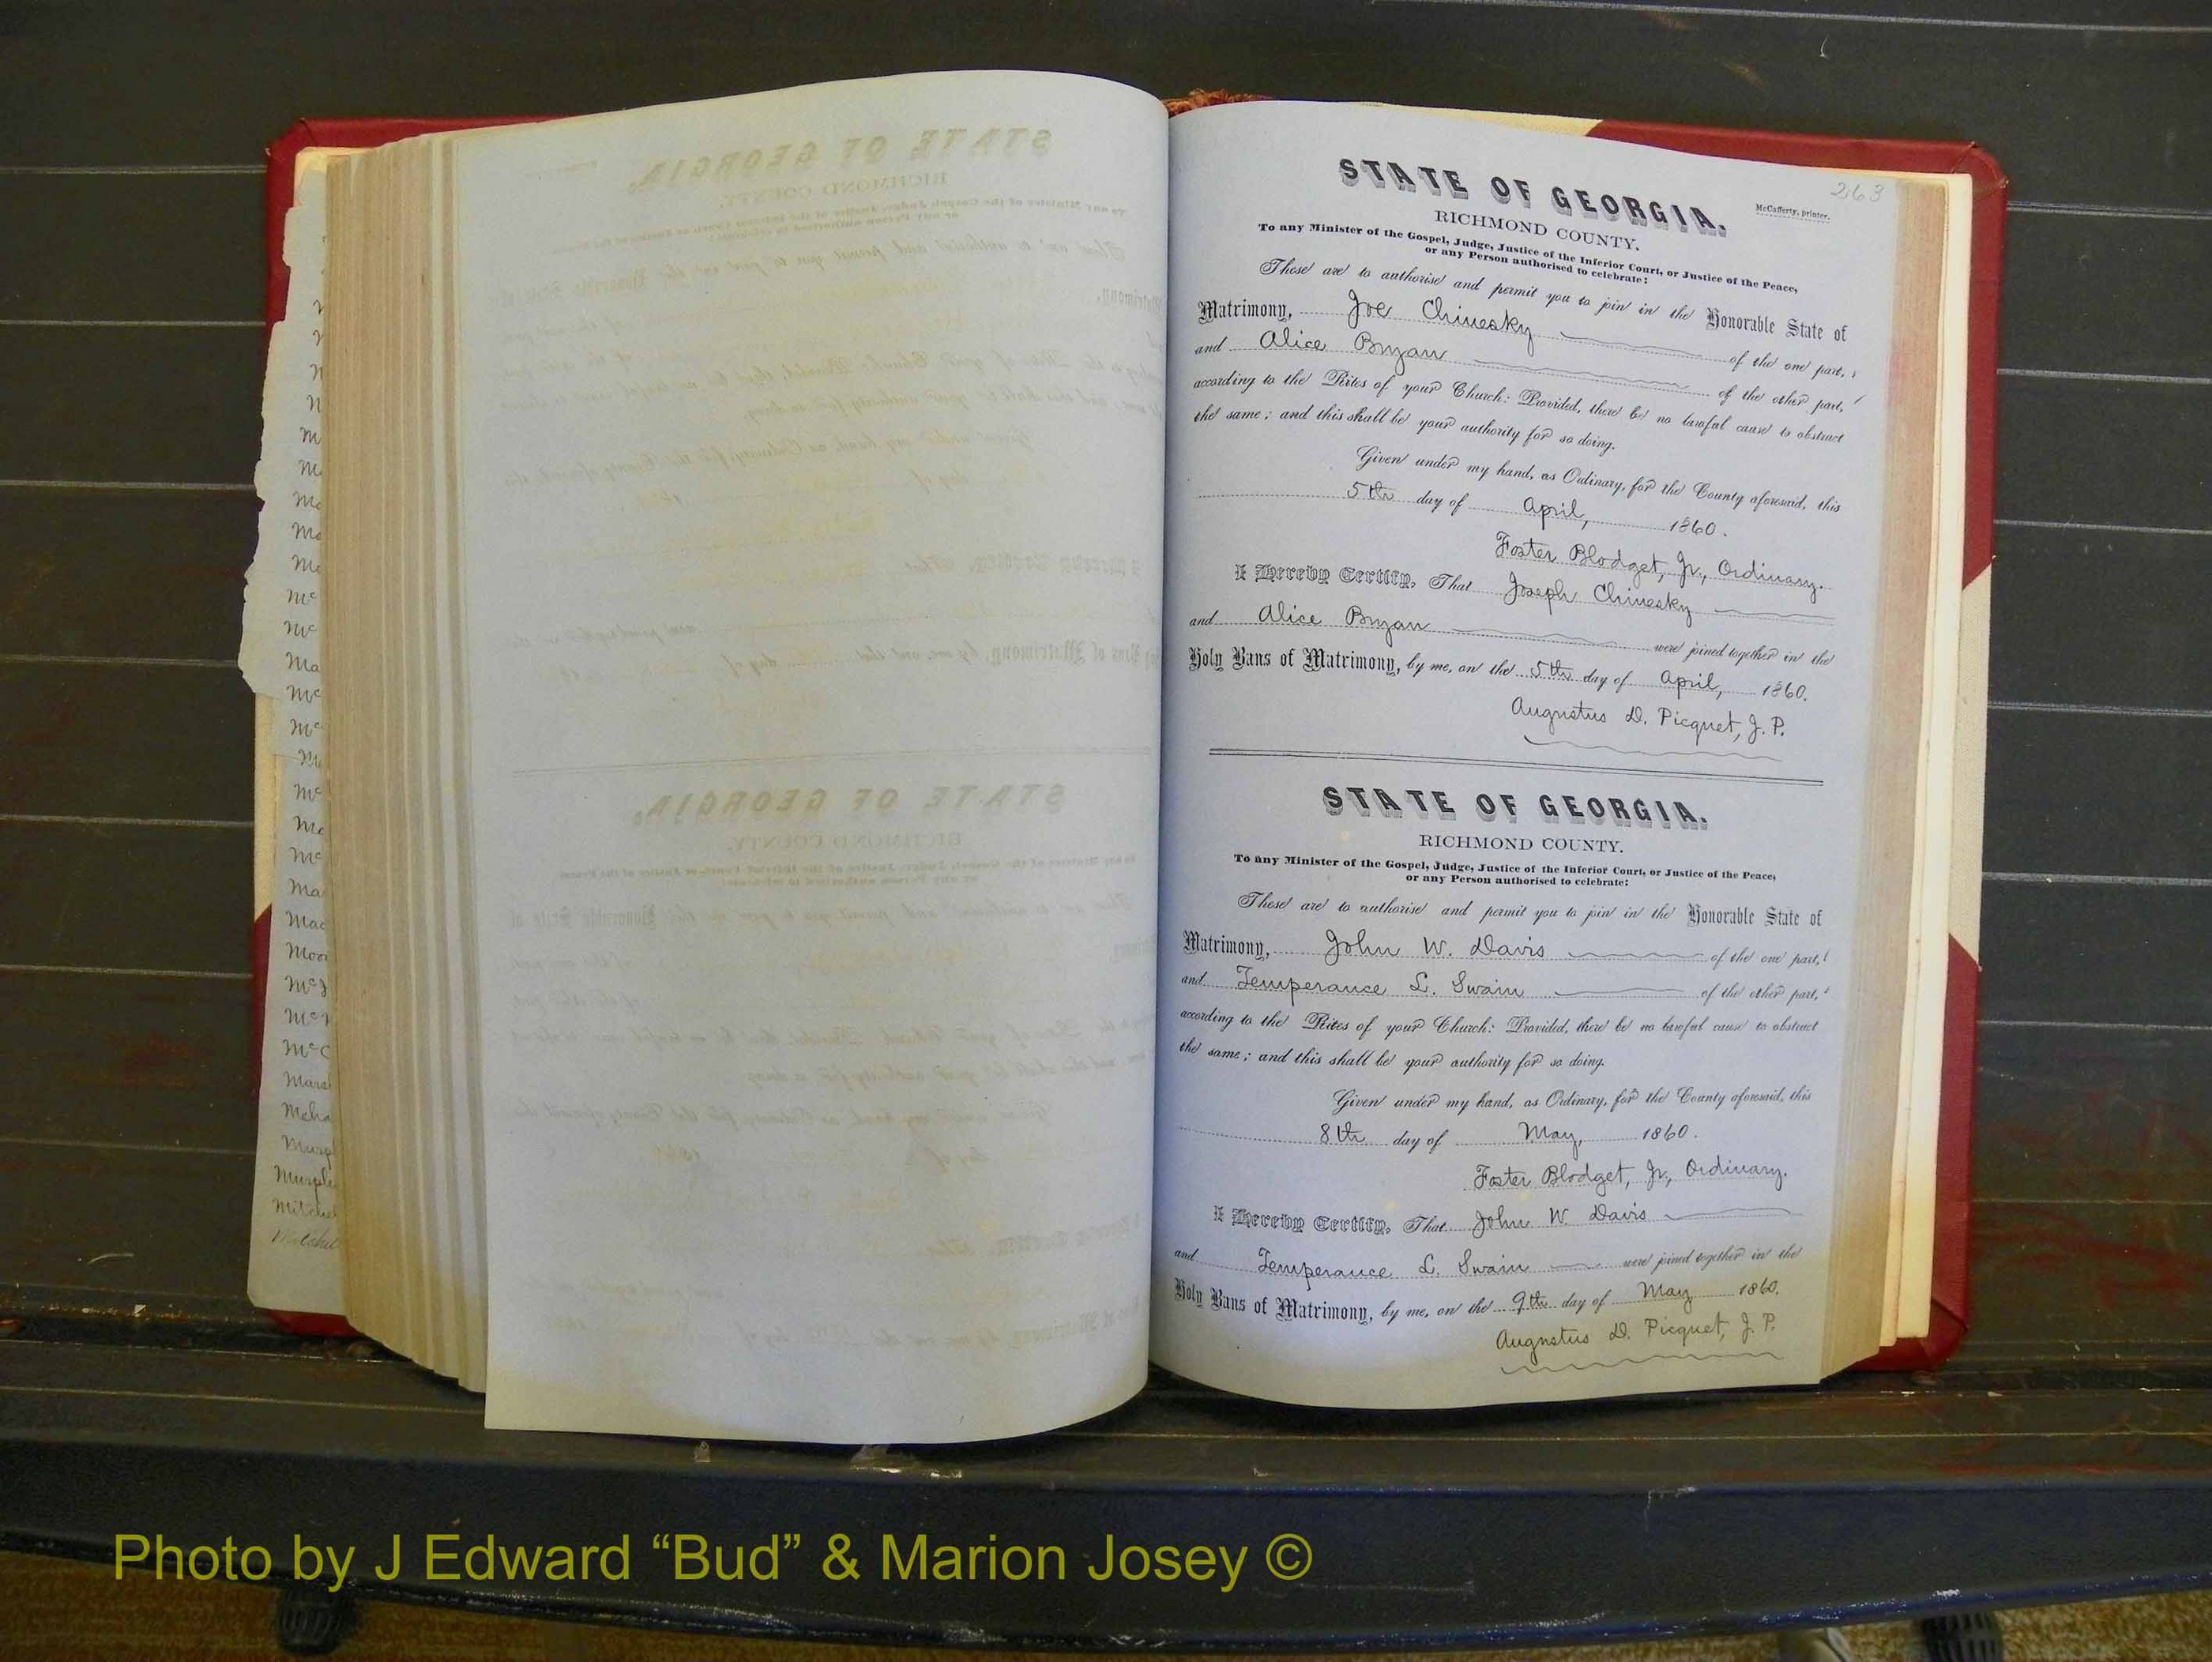 263
McCafferty, printer.
STATE OF GEORGIA.
RICHMOND COUNTY.
To any Minister of the Gospel, Judge, Justice of the Inferior Court, or Justice of the Peace,
or any Person authorised to celebrate:
These are to authorise and permit you to join in the Honorable State of
Matrimony, Joe Chinesky of the one part,
and Alice Bryan of the other part,
according to the Rites of your Church: Provided, there be no lawful cause to obstruct
the same; and this shall be your authority for so doing.
Given under my hand, as Ordinary, for the County aforesaid, this
5th day of April, 1860.
Foster Blodget, Jr., Ordinary.
I Hereby Certify, That Joseph Chinesky
and Alice Bryan were joined together in the
Holy Bans of Matrimony, by me, on the 5th day of April, 1860.
Augustus D. Picquet, J. P.
STATE OF GEORGIA.
RICHMOND COUNTY.
To any Minister of the Gospel, Judge, Justice of the Inferior Court, or Justice of the Peace,
or any Person authorised to celebrate:
These are to authorise and permit you to join in the Honorable State of
Matrimony, John W. Davis of the one part,
and Temperance L. Swain of the other part,
according to the Rites of your Church: Provided, there be no lawful cause to obstruct
the same; and this shall be your authority for so doing.
Given under my hand, as Ordinary, for the County aforesaid, this
8th day of May, 1860.
Foster Blodget, Jr., Ordinary.
I Hereby Certify, That John W. Davis
and Temperance L. Swain were joined together in the
Holy Bans of Matrimony, by me, on the 9th day of May 1860.
Augustus D. Picquet, J. P.
Photo by J Edward “Bud” & Marion Josey ©